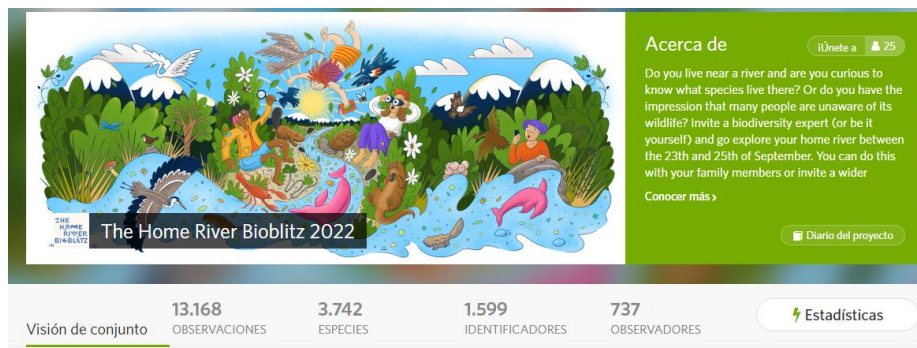 Acerca de
¡Únete a 25
Do you live near a river and are you curious to
know what species live there? Or do you have the
impression that many people are unaware of its
wildlife? Invite a biodiversity expert (or be it
yourself) and go explore your home river between
the 23th and 25th of September. You can do this
with your family members or invite a wider
Conocer más ›
Diario del proyecto
THE
HOME
RIVER
BIOBLITZ
The Home River Bioblitz 2022
Visión de conjunto
13.168
OBSERVACIONES
3.742
ESPECIES
1.599
IDENTIFICADORES
737
OBSERVADORES
Estadísticas